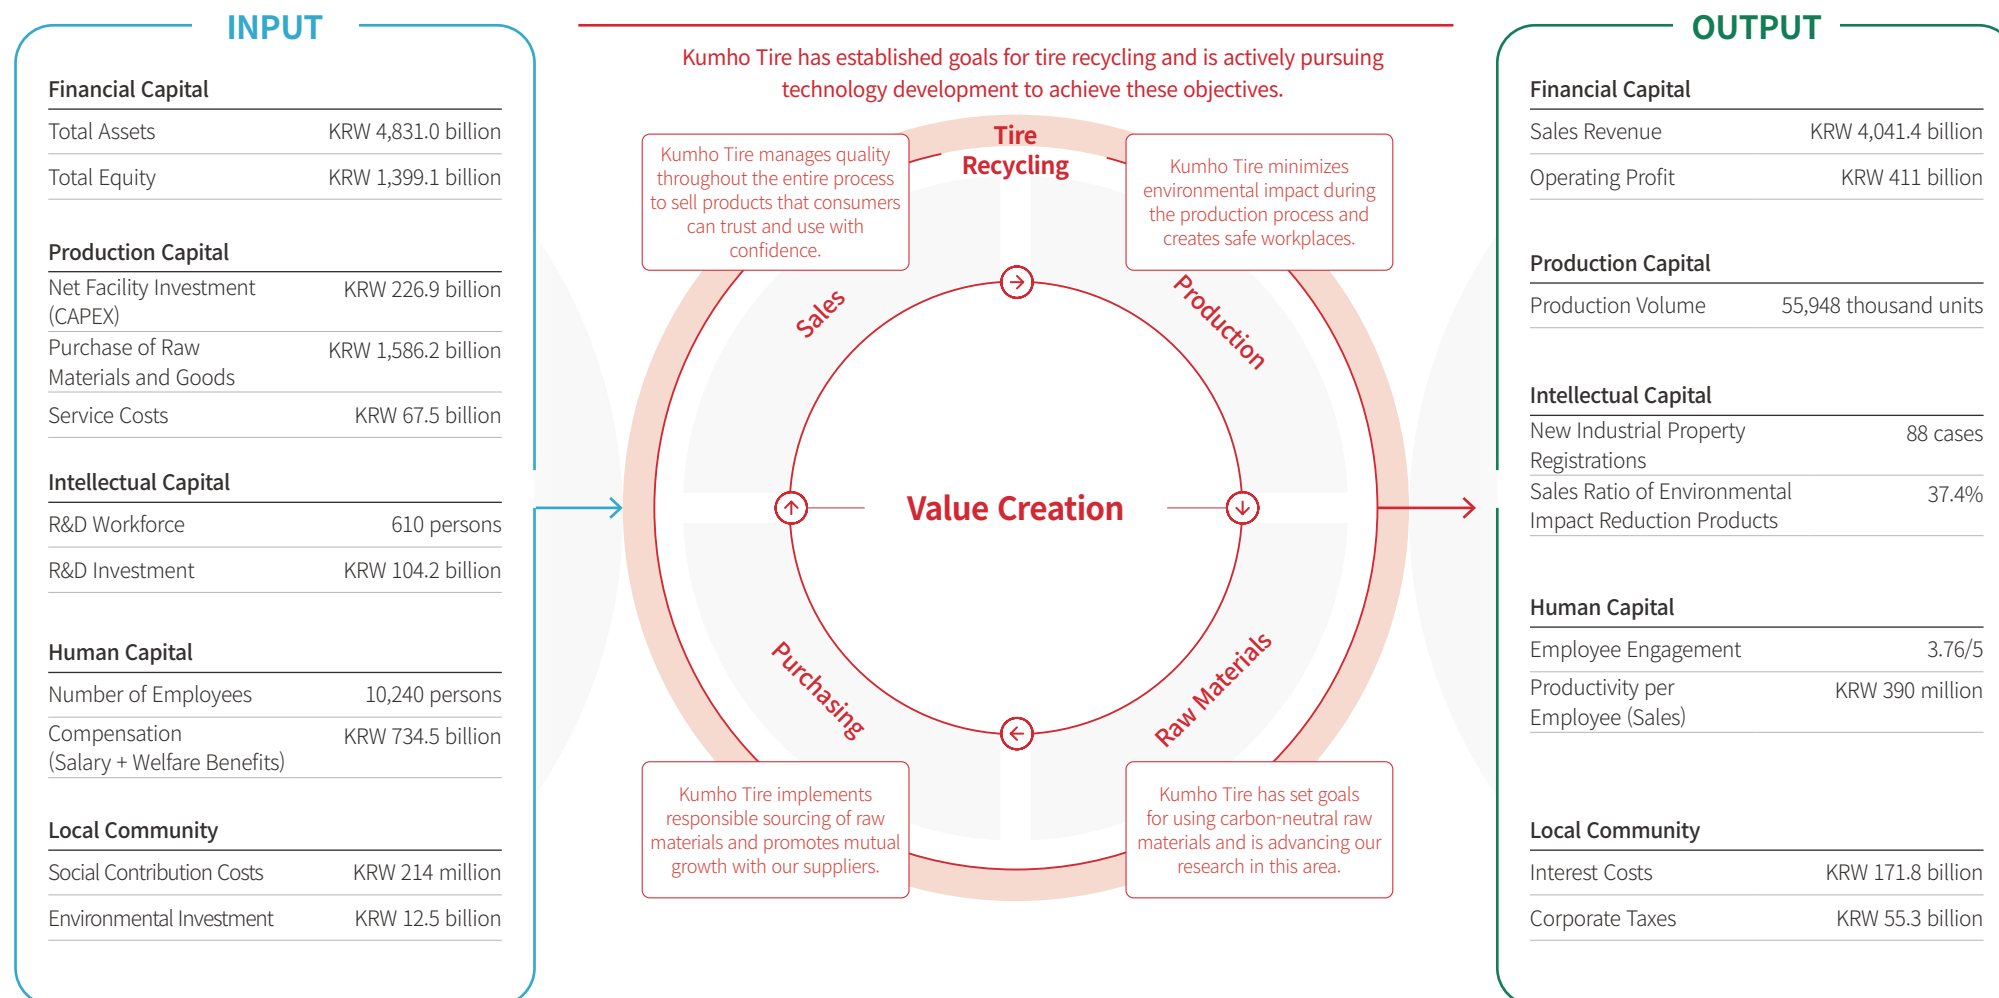 INPUT
Financial Capital
Total Assets KRW 4,831.0 billion
Total Equity KRW 1,399.1 billion
Production Capital
Net Facility Investment KRW 226.9 billion
(CAPEX)
Purchase of Raw KRW 1,586.2 billion
Materials and Goods
Service Costs KRW 67.5 billion
Intellectual Capital
R&D Workforce 610 persons
R&D Investment KRW 104.2 billion
Human Capital
Number of Employees 10,240 persons
Compensation KRW 734.5 billion
(Salary + Welfare Benefits)
Local Community
Social Contribution Costs KRW 214 million
Environmental Investment KRW 12.5 billion
Kumho Tire has established goals for tire recycling and is actively pursuing
technology development to achieve these objectives.
Tire
Recycling
Kumho Tire manages quality
throughout the entire process
to sell products that consumers
can trust and use with
confidence.
Kumho Tire minimizes
environmental impact during
the production process and
creates safe workplaces.
Sales
Production
Value Creation
Purchasing
Raw Materials
Kumho Tire implements
responsible sourcing of raw
materials and promotes mutual
growth with our suppliers.
Kumho Tire has set goals
for using carbon-neutral raw
materials and is advancing our
research in this area.
OUTPUT
Financial Capital
Sales Revenue KRW 4,041.4 billion
Operating Profit KRW 411 billion
Production Capital
Production Volume 55,948 thousand units
Intellectual Capital
New Industrial Property 88 cases
Registrations
Sales Ratio of Environmental 37.4%
Impact Reduction Products
Human Capital
Employee Engagement 3.76/5
Productivity per KRW 390 million
Employee (Sales)
Local Community
Interest Costs KRW 171.8 billion
Corporate Taxes KRW 55.3 billion